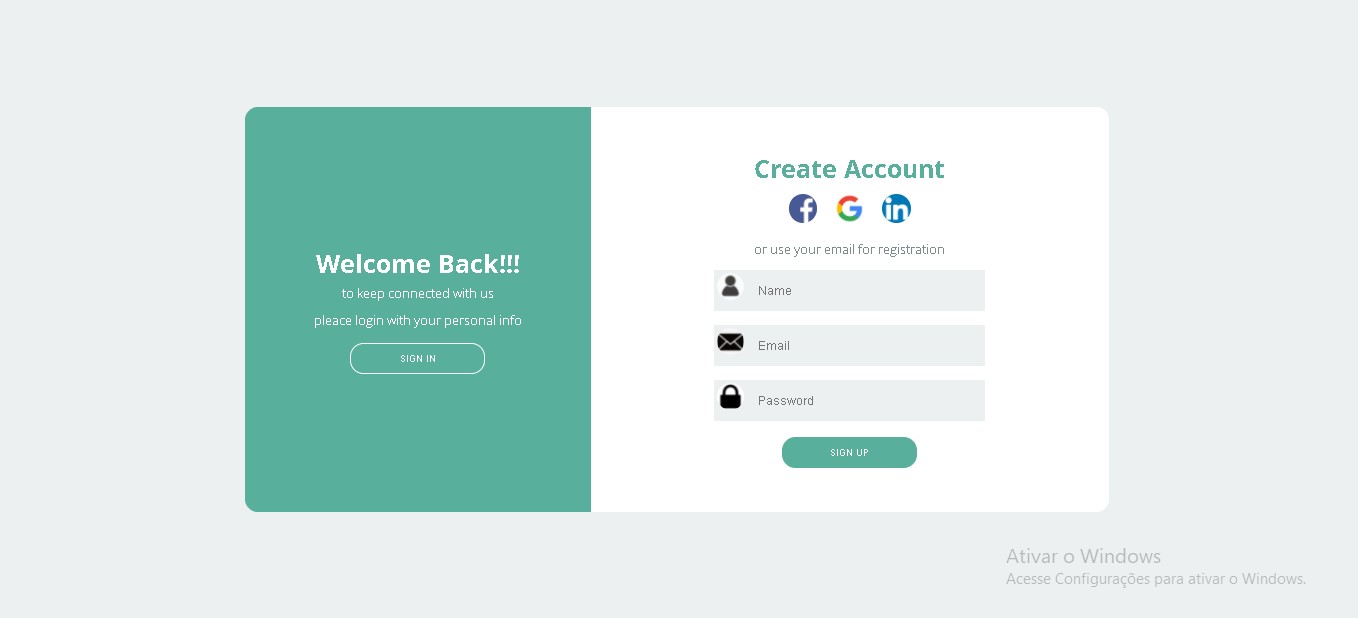 Welcome Back!!!
to keep connected with us
pleace login with your personal info
SIGN IN
Create Account
or use your email for registration
Name
Email
Password
SIGN UP
Ativar o Windows
Acesse Configurações para ativar o Windows.